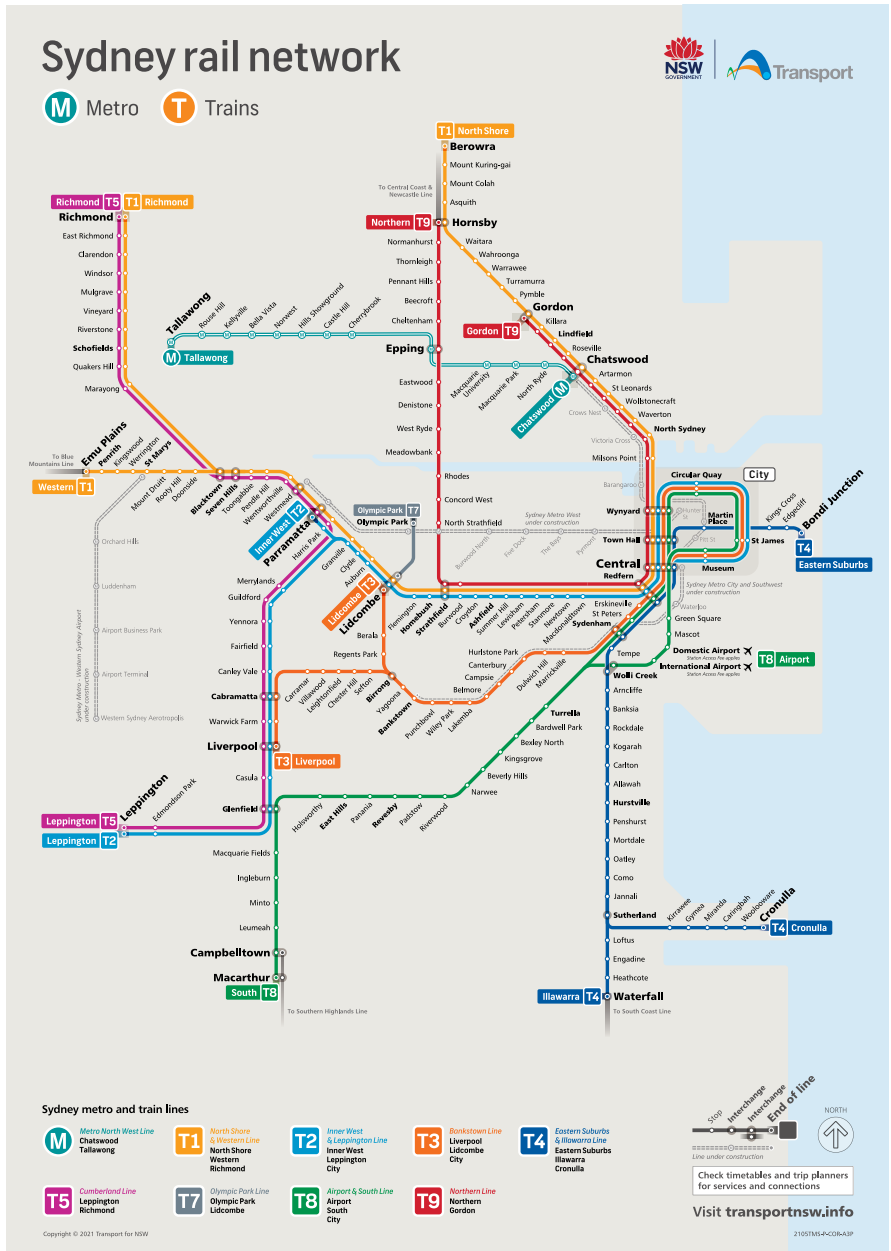 Sydney rail network
NSW
GOVERNMENT
Transport
M Metro
T Trains
T1 North Shore
Berowra
Mount Kuring-gai
Mount Colah
To Central Coast &
Newcastle Line
Asquith
Richmond T5
T1 Richmond
Richmond
Northern T9
Hornsby
East Richmond
Clarendon
Windsor
Mulgrave
Vineyard
Riverstone
Schofields
Quakers Hill
Marayong
Normanhurst
Thornleigh
Pennant Hills
Beecroft
Cheltenham
Epping
Waitara
Wahroonga
Warrawee
Turramurra
Pymble
Gordon
Gordon T9
Killara
Lindfield
Roseville
Chatswood
Tallawong
M Tallawong
Rouse Hill
Kellyville
Bella Vista
Norwest
Hills Showground
Castle Hill
Cherrybrook
Macquarie
University
Macquarie Park
North Ryde
Chatswood M
Artarmon
St Leonards
Wollstonecraft
Waverton
North Sydney
Milsons Point
Crows Nest
Victoria Cross
Barangaroo
Eastwood
Denistone
West Ryde
Meadowbank
Rhodes
Concord West
North Strathfield
To Blue
Mountains Line
Western T1
Emu Plains
Penrith
Kingswood
Werrington
St Marys
Mount Druitt
Rooty Hill
Doonside
Blacktown
Seven Hills
Toongabbie
Pendle Hill
Wentworthville
Westmead
Inner West T2
Parramatta
Harris Park
Granville
Clyde
Auburn
Lidcombe T3
Lidcombe
Olympic Park T7
Olympic Park
Sydney Metro West
under construction
Burwood North
Five Dock
The Bays
Pyrmont
Orchard Hills
Luddenham
Airport Business Park
Airport Terminal
Western Sydney Aerotropolis
Sydney Metro - Western Sydney Airport
under construction
Circular Quay
City
Wynyard
Hunter
St
Martin
Place
Town Hall
Pitt St
St James
Central
Museum
Redfern
Kings Cross
Edgecliff
Bondi Junction
T4
Eastern Suburbs
Sydney Metro City and Southwest
under construction
Waterloo
Flemington
Homebush
Strathfield
Burwood
Croydon
Ashfield
Summer Hill
Lewisham
Petersham
Stanmore
Newtown
Macdonaldtown
Erskineville
St Peters
Sydenham
Green Square
Mascot
Domestic Airport
Station Access Fee applies
International Airport
Station Access Fee applies
T8 Airport
Tempe
Wolli Creek
Merrylands
Guildford
Yennora
Fairfield
Canley Vale
Cabramatta
Warwick Farm
Liverpool
T3 Liverpool
Casula
Glenfield
Berala
Regents Park
Carramar
Villawood
Leightonfield
Chester Hill
Sefton
Birrong
Yagoona
Bankstown
Punchbowl
Wiley Park
Lakemba
Belmore
Campsie
Canterbury
Hurlstone Park
Dulwich Hill
Marrickville
Leppington
Edmondson Park
Leppington T5
Leppington T2
Holsworthy
East Hills
Panania
Revesby
Padstow
Riverwood
Narwee
Beverly Hills
Kingsgrove
Bexley North
Bardwell Park
Turrella
Arncliffe
Banksia
Rockdale
Kogarah
Carlton
Allawah
Hurstville
Penshurst
Mortdale
Oatley
Como
Jannali
Sutherland
Loftus
Engadine
Heathcote
Illawarra T4
Waterfall
To South Coast Line
Kirrawee
Gymea
Miranda
Caringbah
Woolooware
Cronulla
T4 Cronulla
Macquarie Fields
Ingleburn
Minto
Leumeah
Campbelltown
Macarthur
South T8
To Southern Highlands Line
Sydney metro and train lines
M
Metro North West Line
Chatswood
Tallawong
T1
North Shore
& Western Line
North Shore
Western
Richmond
T2
Inner West
& Leppington Line
Inner West
Leppington
City
T3
Bankstown Line
Liverpool
Lidcombe
City
T4
Eastern Suburbs
& Illawarra Line
Eastern Suburbs
Illawarra
Cronulla
T5
Cumberland Line
Leppington
Richmond
T7
Olympic Park Line
Olympic Park
Lidcombe
T8
Airport & South Line
Airport
South
City
T9
Northern Line
Northern
Gordon
Stop
Interchange
Interchange
End of line
Line under construction
NORTH
Check timetables and trip planners
for services and connections
Visit transportnsw.info
Copyright © 2021 Transport for NSW
2105TMS-P-COR-A3P